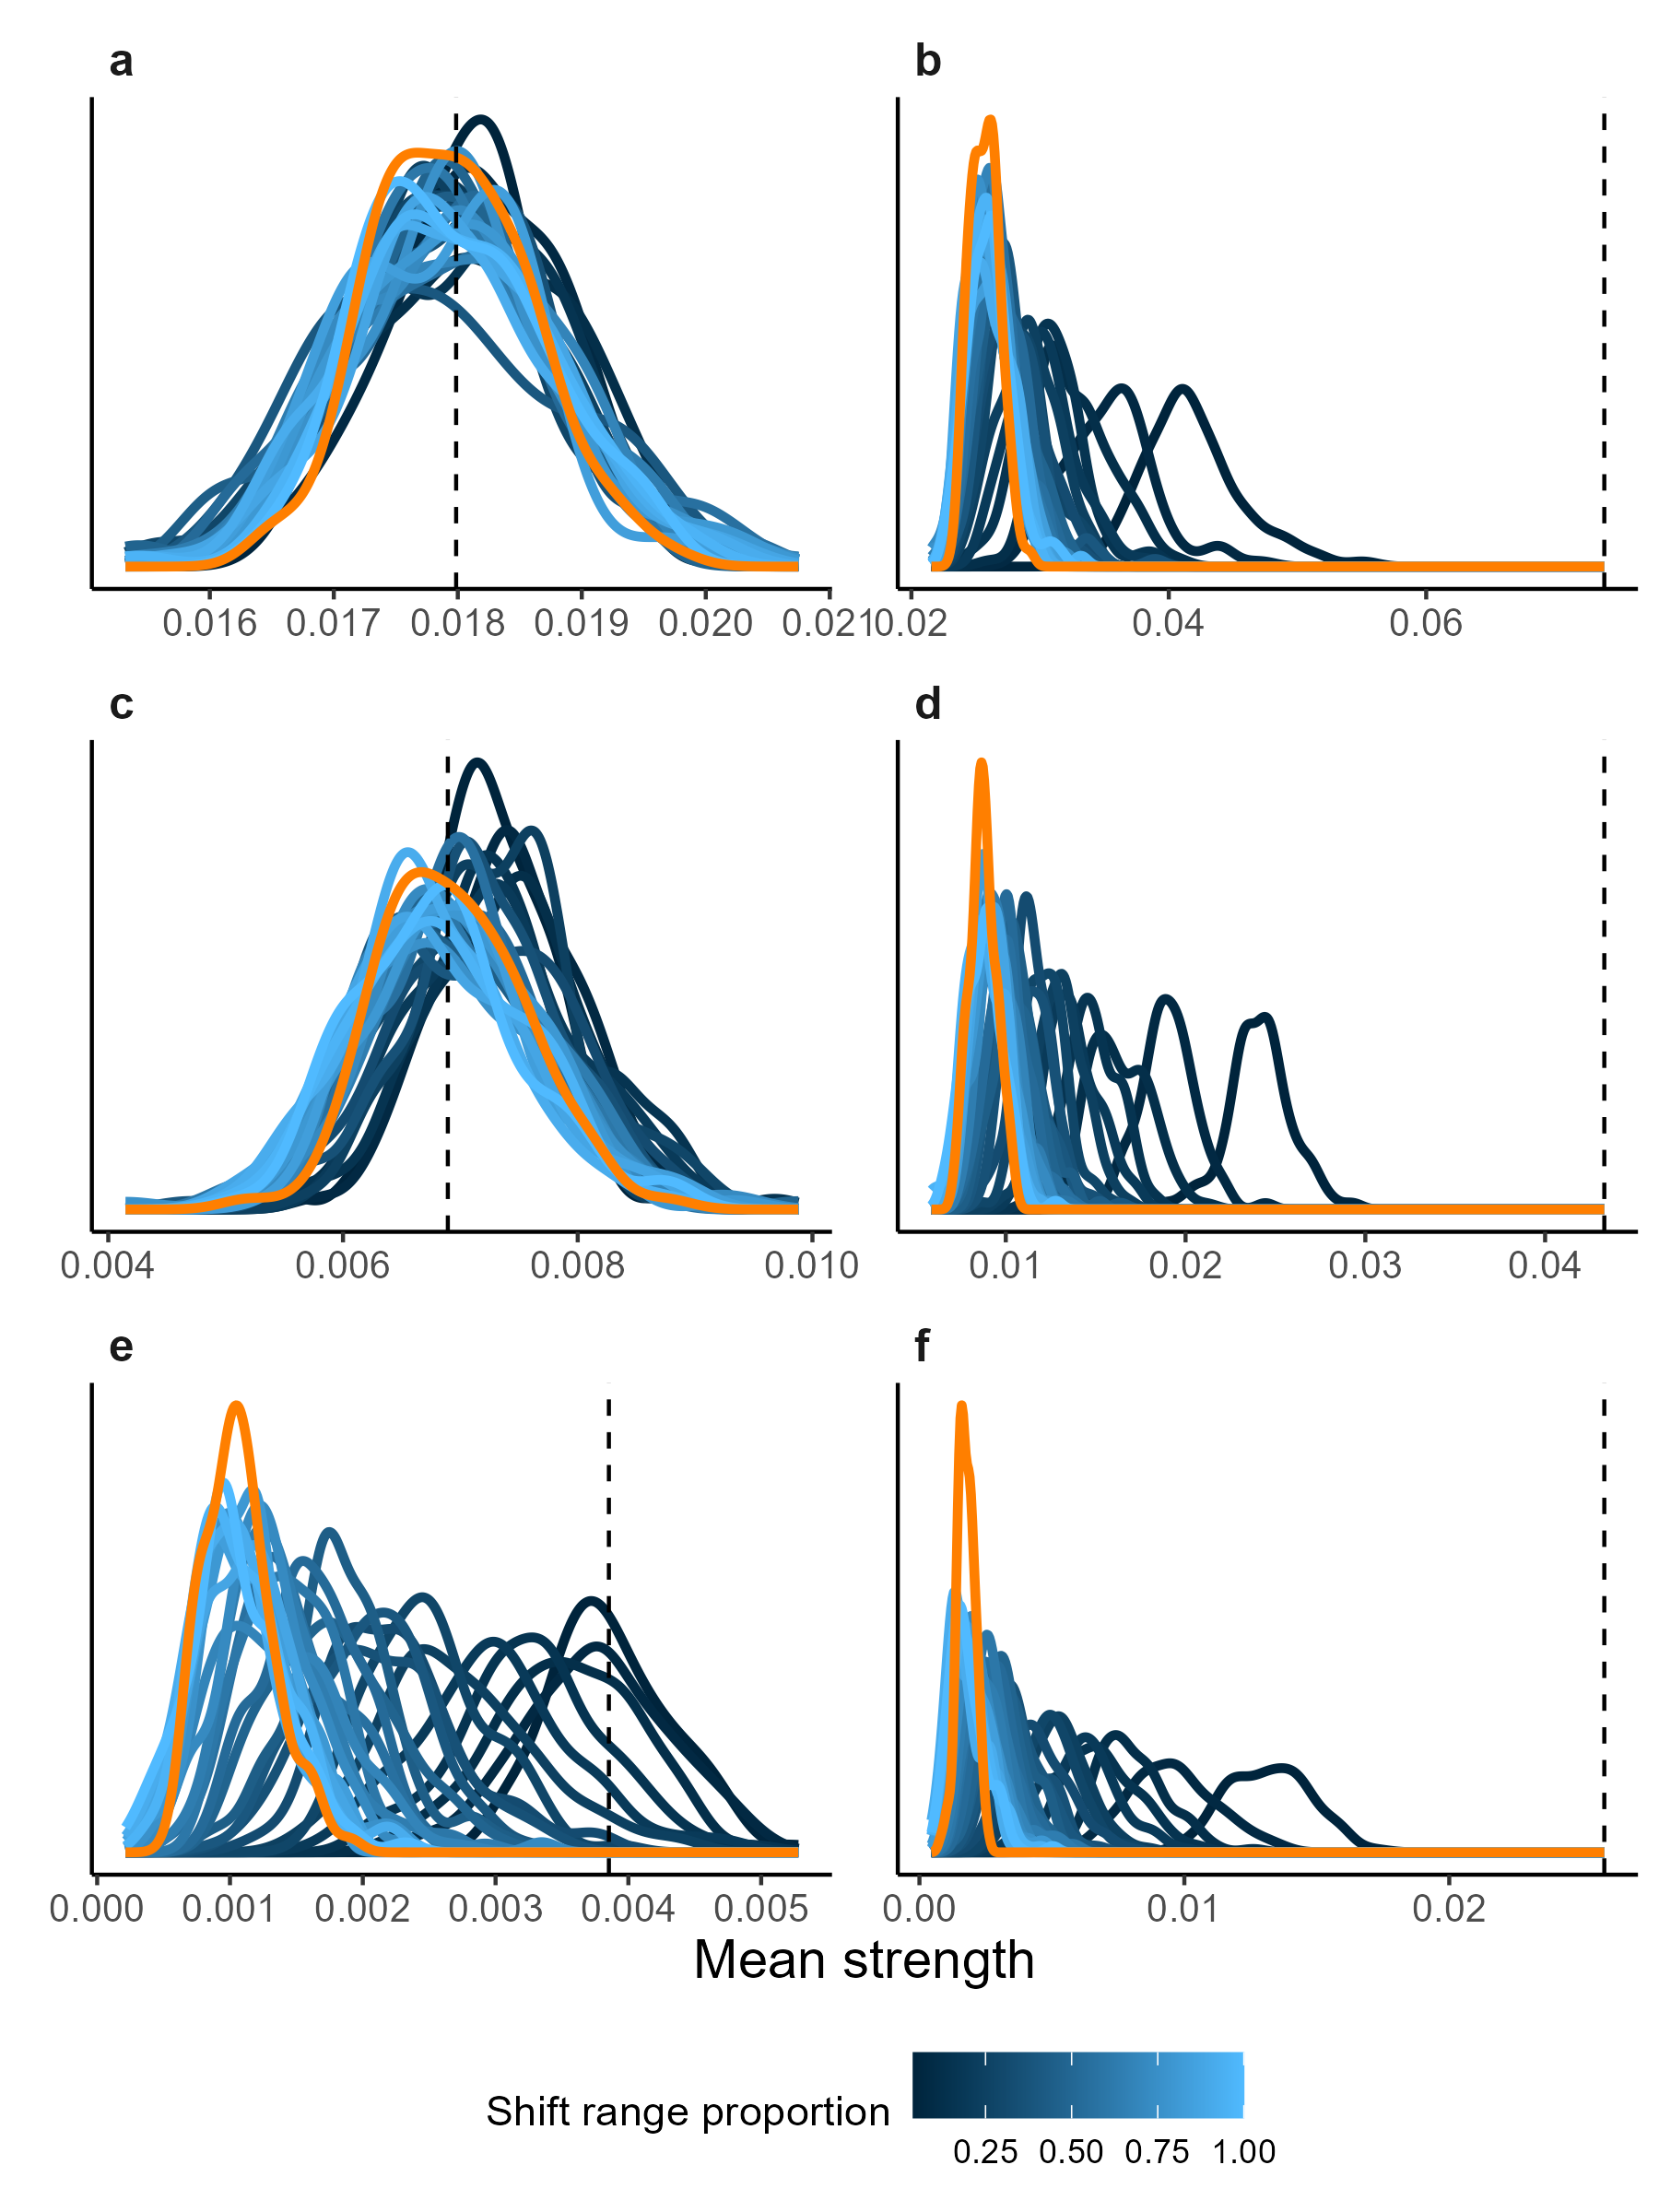 a
b
0.016 0.017 0.018 0.019 0.020 0.021
0.02 0.04 0.06
c
d
0.004 0.006 0.008 0.010
0.01 0.02 0.03 0.04
e
f
0.000 0.001 0.002 0.003 0.004 0.005
0.00 0.01 0.02
Mean strength
Shift range proportion
0.25 0.50 0.75 1.00